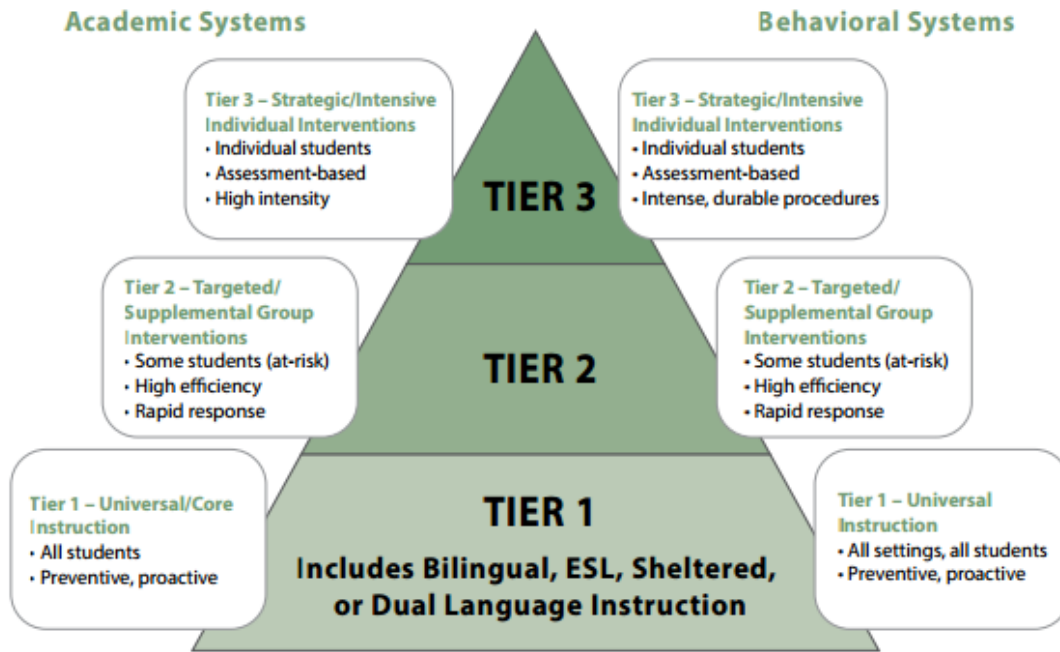 Academic Systems
Behavioral Systems
Tier 3 – Strategic/Intensive
Individual Interventions
• Individual students
• Assessment-based
• High intensity
TIER 3
Tier 3 – Strategic/Intensive
Individual Interventions
• Individual students
• Assessment-based
• Intense, durable procedures
Tier 2 – Targeted/
Supplemental Group
Interventions
• Some students (at-risk)
• High efficiency
• Rapid response
TIER 2
Tier 2 – Targeted/
Supplemental Group
Interventions
• Some students (at-risk)
• High efficiency
• Rapid response
Tier 1 – Universal/Core
Instruction
• All students
• Preventive, proactive
TIER 1
Includes Bilingual, ESL, Sheltered,
or Dual Language Instruction
Tier 1 – Universal
Instruction
• All settings, all students
• Preventive, proactive